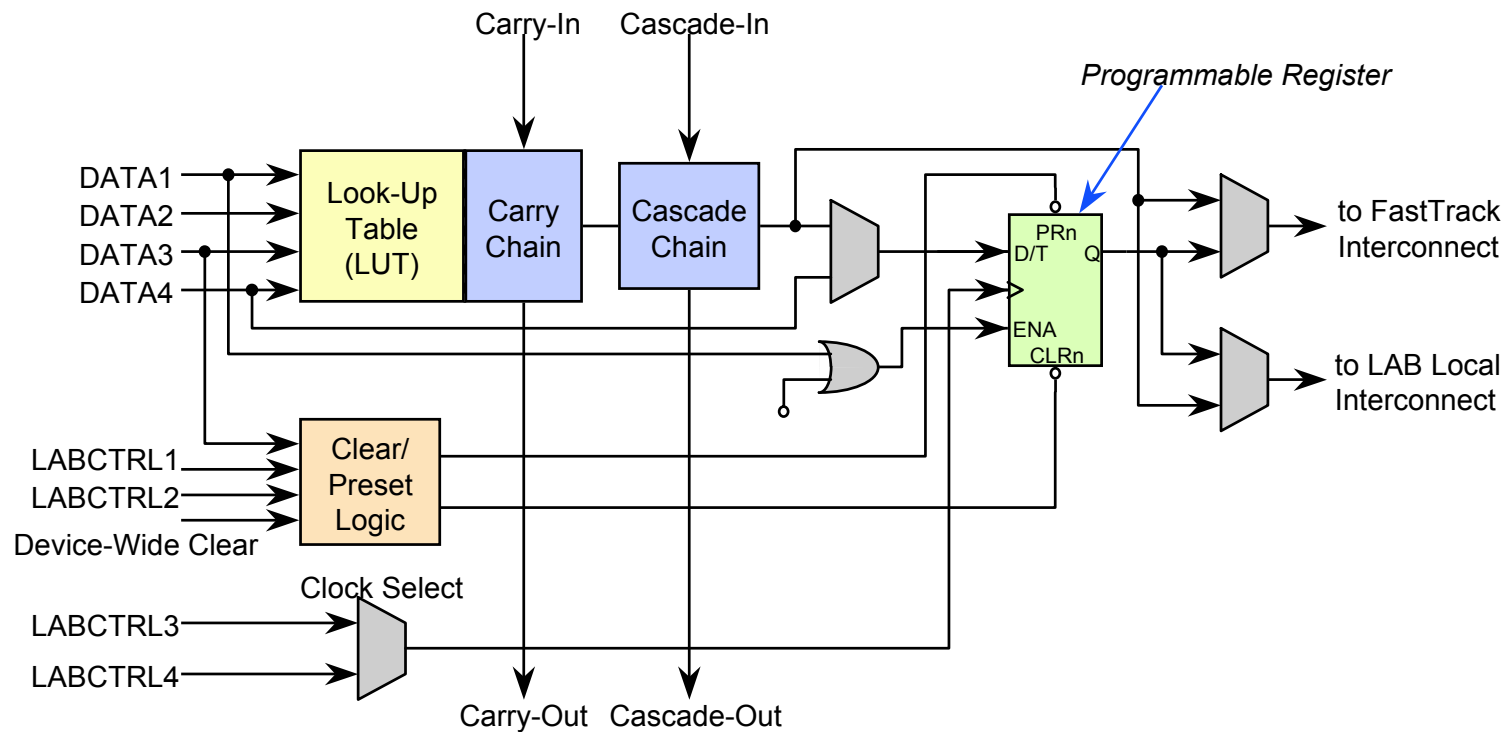 Carry-In
Cascade-In
Programmable Register
DATA1
DATA2
DATA3
DATA4
Look-Up
Table
(LUT)
Carry
Chain
Cascade
Chain
PRn
D/T
Q
ENA
CLRn
to FastTrack
Interconnect
to LAB Local
Interconnect
LABCTRL1
LABCTRL2
Device-Wide Clear
Clear/
Preset
Logic
Clock Select
LABCTRL3
LABCTRL4
Carry-Out
Cascade-Out